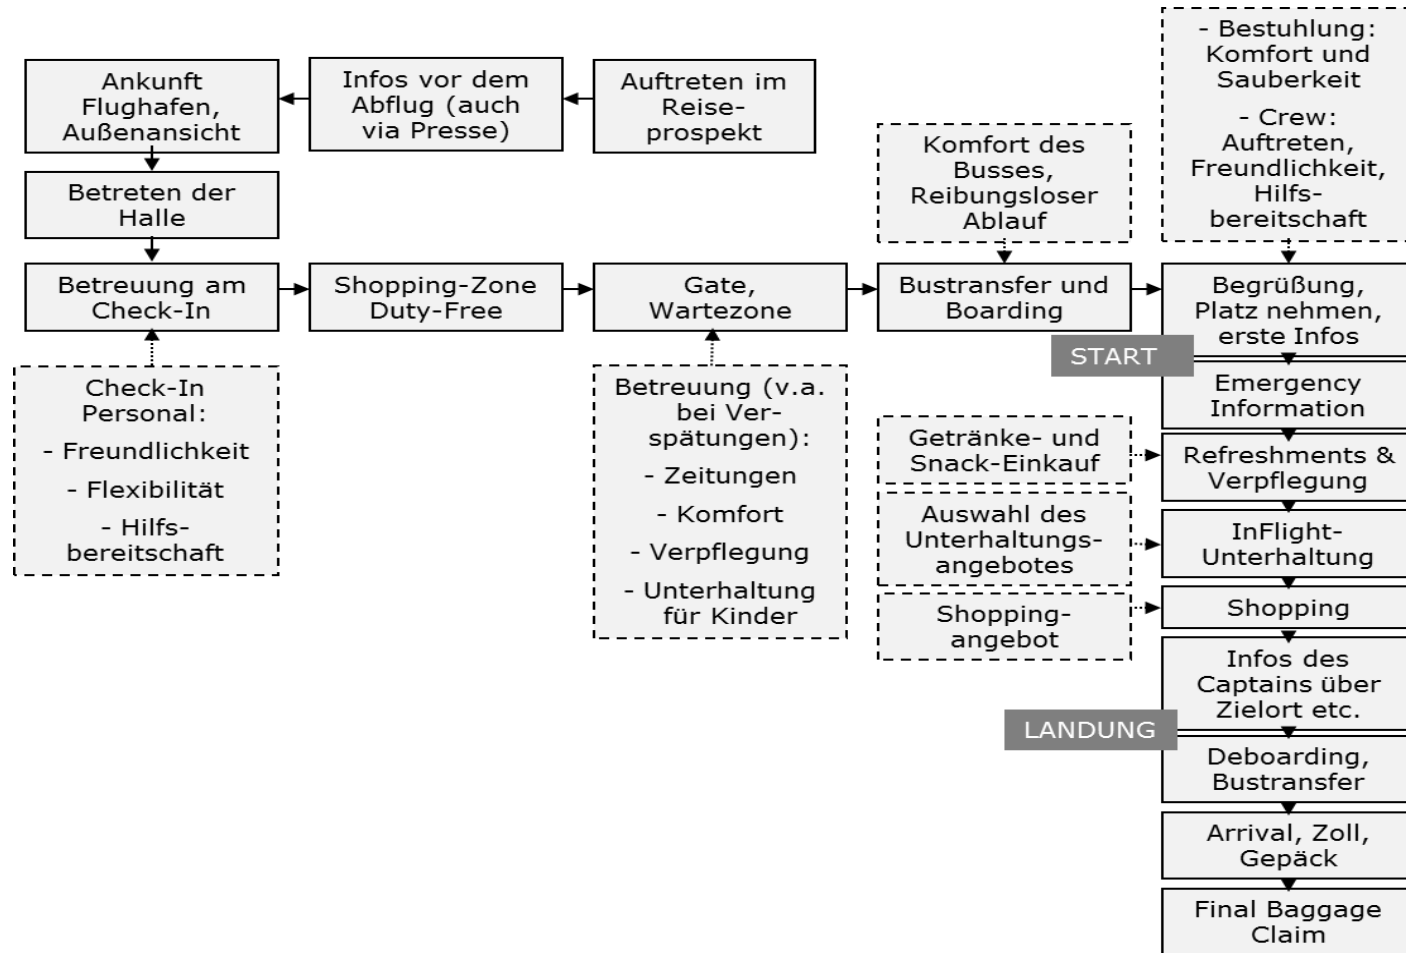 Auftreten im
Reise-
prospekt
Infos vor dem
Abflug (auch
via Presse)
Ankunft
Flughafen,
Außenansicht
Betreten der
Halle
Betreuung am
Check-In
Check-In
Personal:
- Freundlichkeit
- Flexibilität
- Hilfs-
bereitschaft
Shopping-Zone
Duty-Free
Gate,
Wartezone
Betreuung (v.a.
bei Ver-
spätungen):
- Zeitungen
- Komfort
- Verpflegung
- Unterhaltung
für Kinder
Komfort des
Busses,
Reibungsloser
Ablauf
Bustransfer und
Boarding
- Bestuhlung:
Komfort und
Sauberkeit
- Crew:
Auftreten,
Freundlichkeit,
Hilfs-
bereitschaft
Begrüßung,
Platz nehmen,
erste Infos
START
Emergency
Information
Getränke- und
Snack-Einkauf
Refreshments &
Verpflegung
Auswahl des
Unterhaltungs-
angebotes
InFlight-
Unterhaltung
Shopping-
angebot
Shopping
Infos des
Captains über
Zielort etc.
LANDUNG
Deboarding,
Bustransfer
Arrival, Zoll,
Gepäck
Final Baggage
Claim